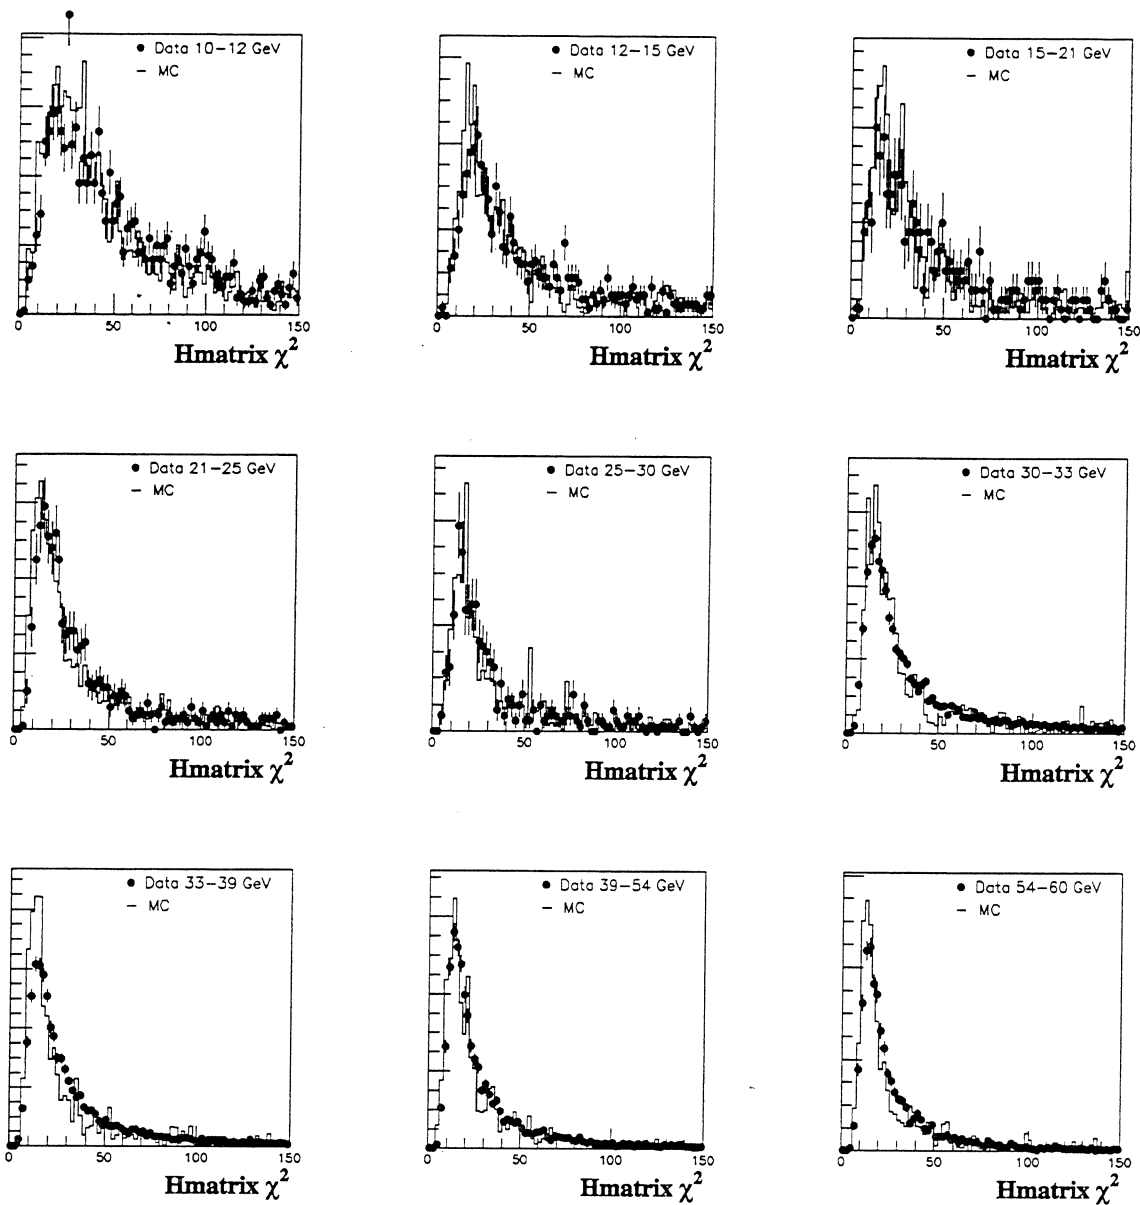 Data 10-12 GeV
MC
0 50 100 150
Hmatrix χ²
Data 12-15 GeV
MC
0 50 100 150
Hmatrix χ²
Data 15-21 GeV
MC
0 50 100 150
Hmatrix χ²
Data 21-25 GeV
MC
0 50 100 150
Hmatrix χ²
Data 25-30 GeV
MC
0 50 100 150
Hmatrix χ²
Data 30-33 GeV
MC
0 50 100 150
Hmatrix χ²
Data 33-39 GeV
MC
0 50 100 150
Hmatrix χ²
Data 39-54 GeV
MC
0 50 100 150
Hmatrix χ²
Data 54-60 GeV
MC
0 50 100 150
Hmatrix χ²